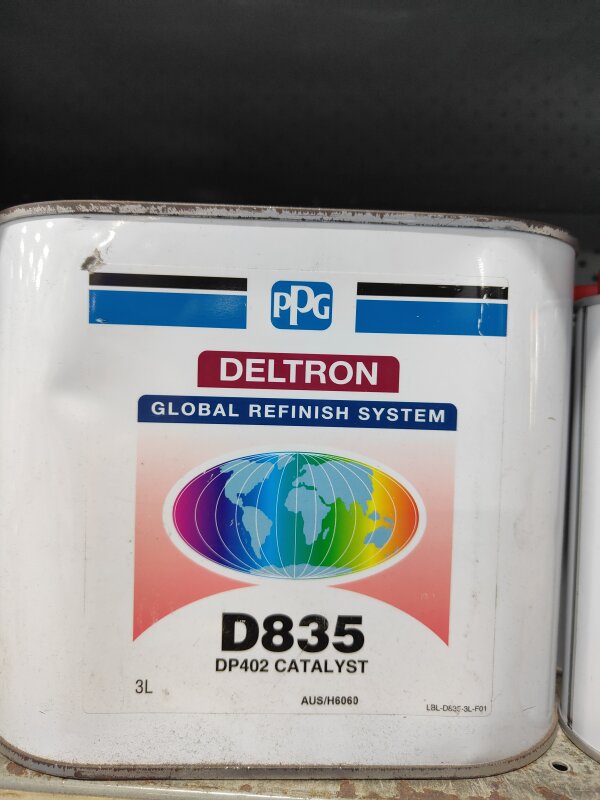 PPG
DELTRON
GLOBAL REFINISH SYSTEM
D835
DP402 CATALYST
3L
AUS/H6060
LBL-D835-3L-F01